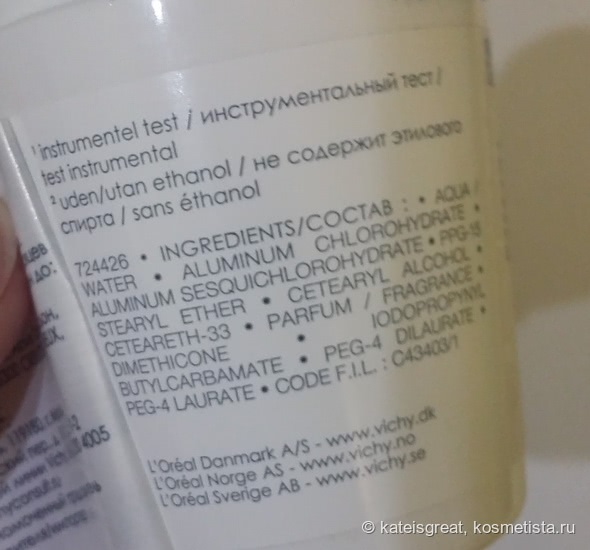 ¹ instrumentel test / инструментальный тест /
test instrumental
² uden/utan ethanol / не содержит этилового
спирта / sans éthanol
724426 • INGREDIENTS/СОСТАВ : • AQUA /
WATER • ALUMINUM CHLOROHYDRATE •
ALUMINUM SESQUICHLOROHYDRATE • PPG-15
STEARYL ETHER • CETEARYL ALCOHOL •
CETEARETH-33 • PARFUM / FRAGRANCE •
DIMETHICONE • IODOPROPYNYL
BUTYLCARBAMATE • PEG-4 DILAURATE •
PEG-4 LAURATE • CODE F.I.L. : C43403/1
L'Oréal Danmark A/S - www.vichy.dk
L'Oréal Norge AS - www.vichy.no
L'Oréal Sverige AB - www.vichy.se
4005
© kateisgreat, kosmetista.ru